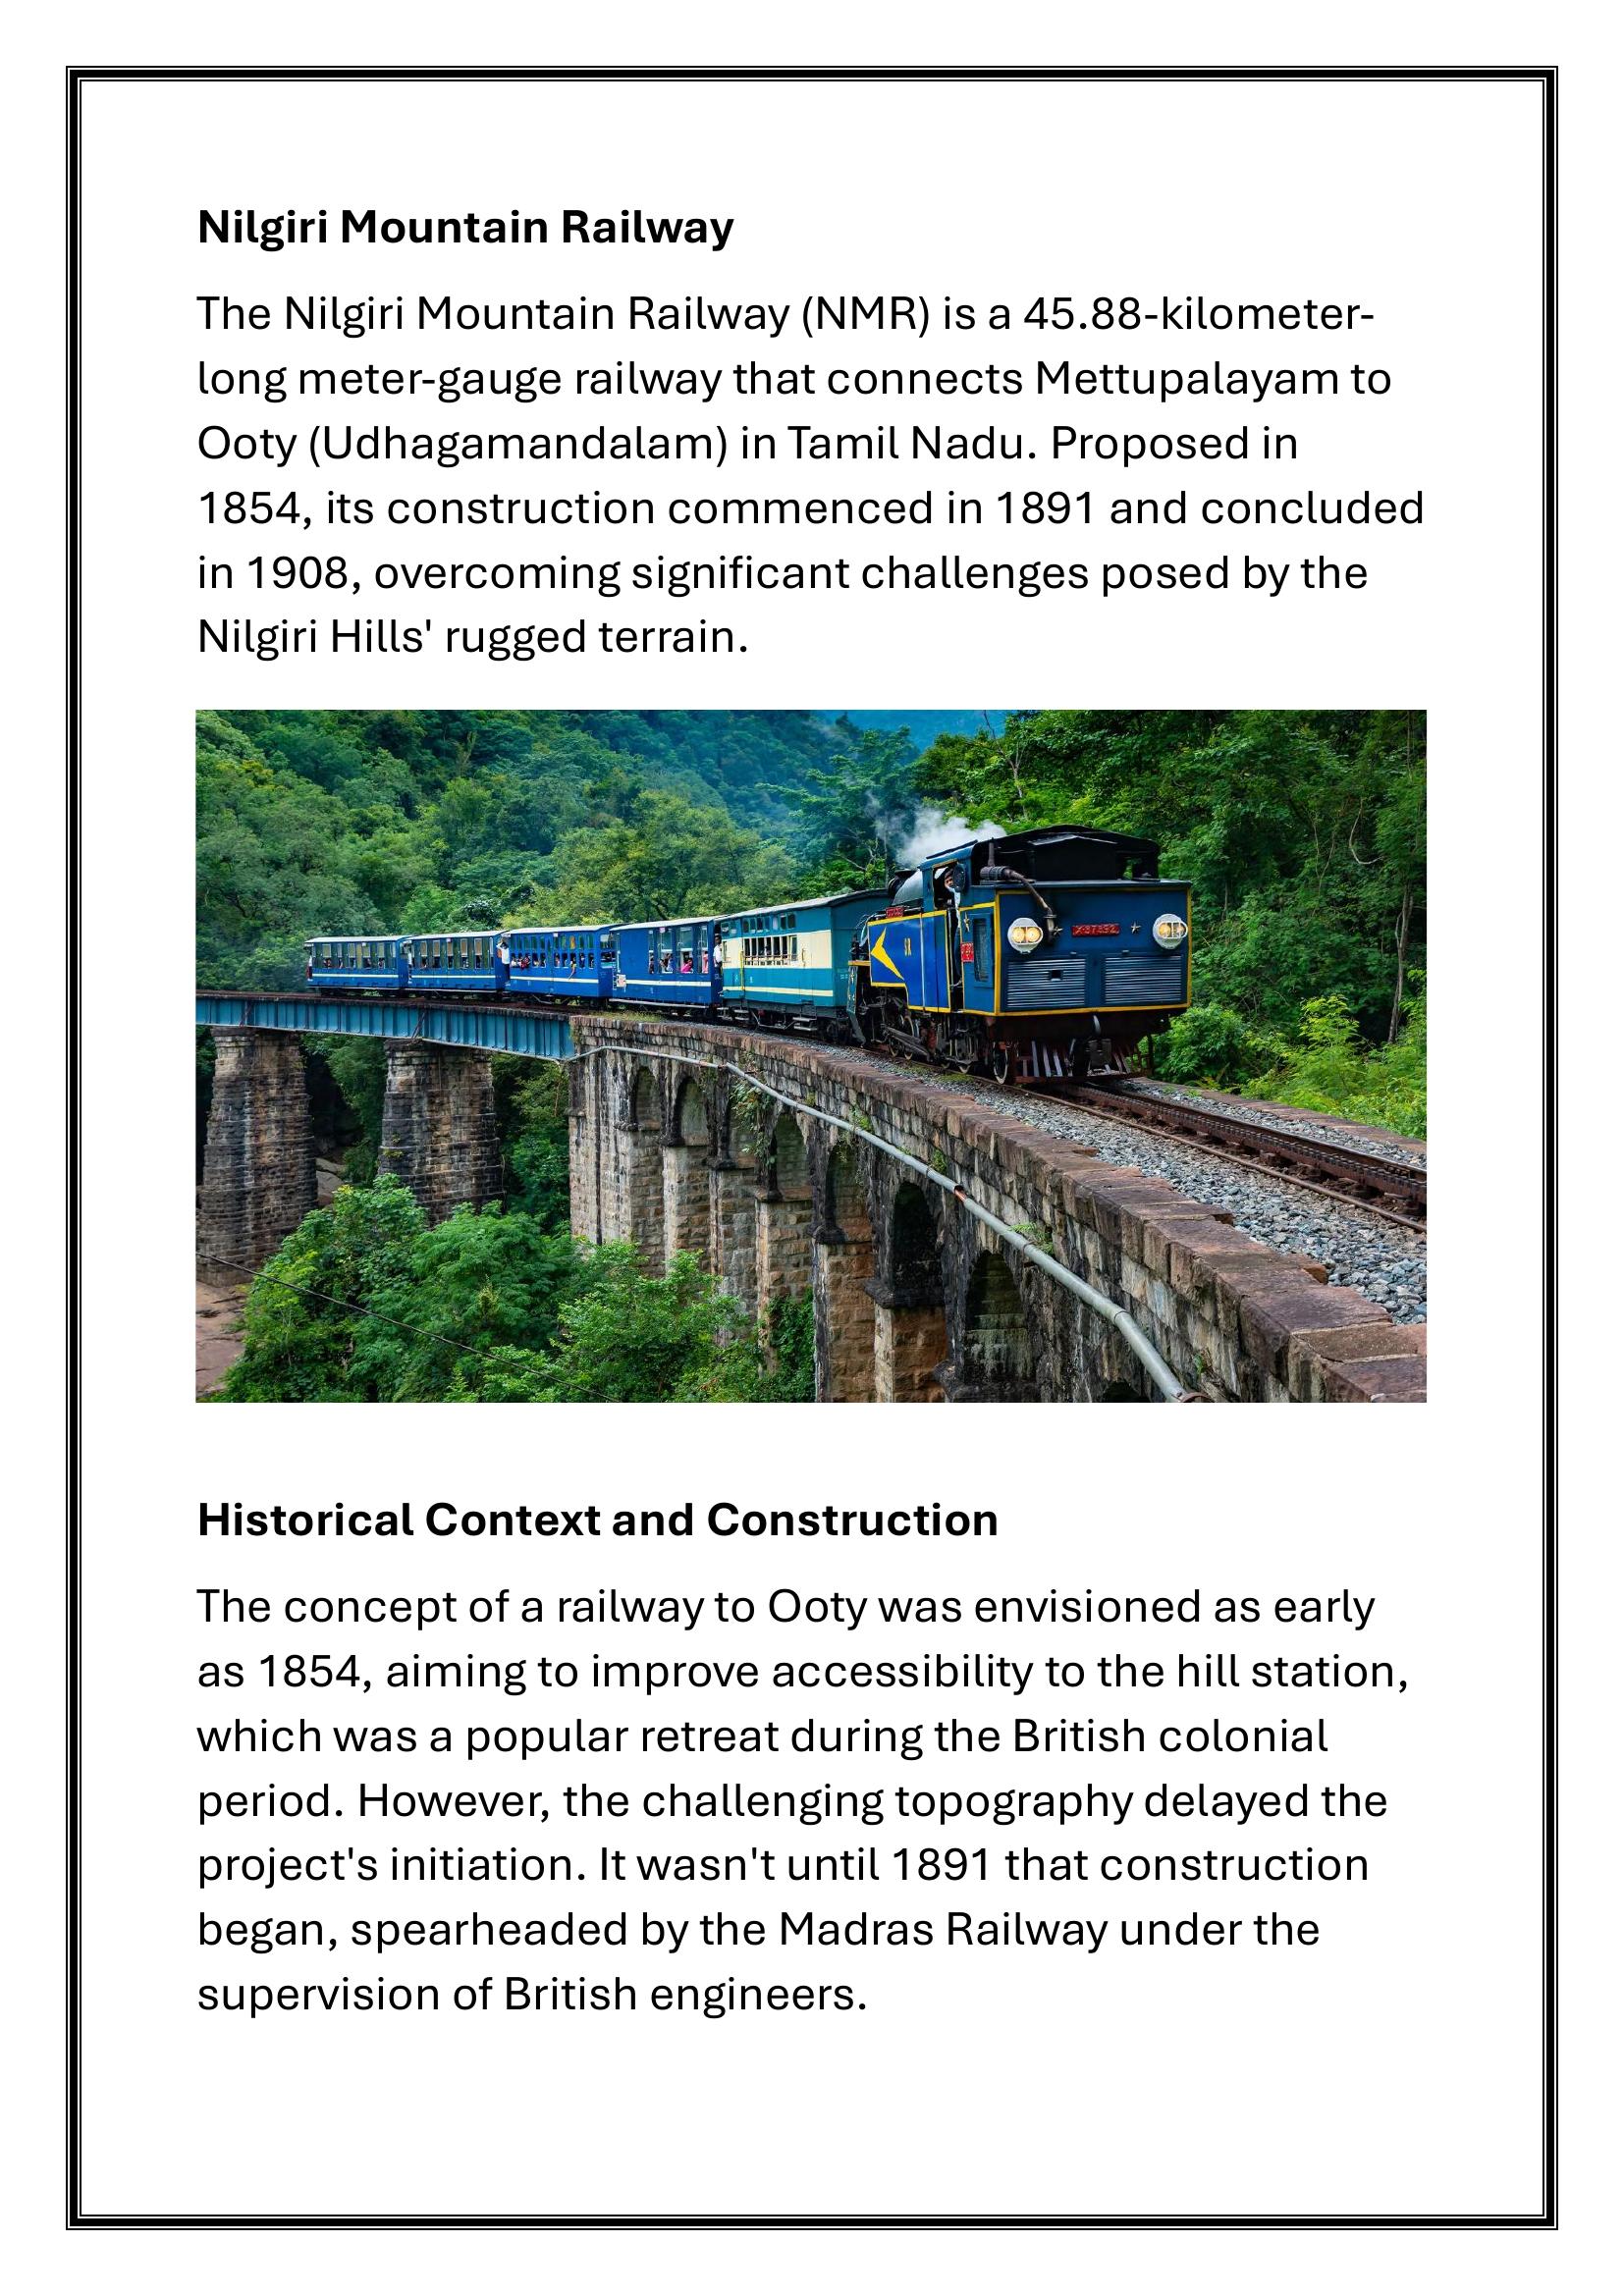 Nilgiri Mountain Railway
The Nilgiri Mountain Railway (NMR) is a 45.88-kilometer-
long meter-gauge railway that connects Mettupalayam to
Ooty (Udhagamandalam) in Tamil Nadu. Proposed in
1854, its construction commenced in 1891 and concluded
in 1908, overcoming significant challenges posed by the
Nilgiri Hills' rugged terrain.
Historical Context and Construction
The concept of a railway to Ooty was envisioned as early
as 1854, aiming to improve accessibility to the hill station,
which was a popular retreat during the British colonial
period. However, the challenging topography delayed the
project's initiation. It wasn't until 1891 that construction
began, spearheaded by the Madras Railway under the
supervision of British engineers.